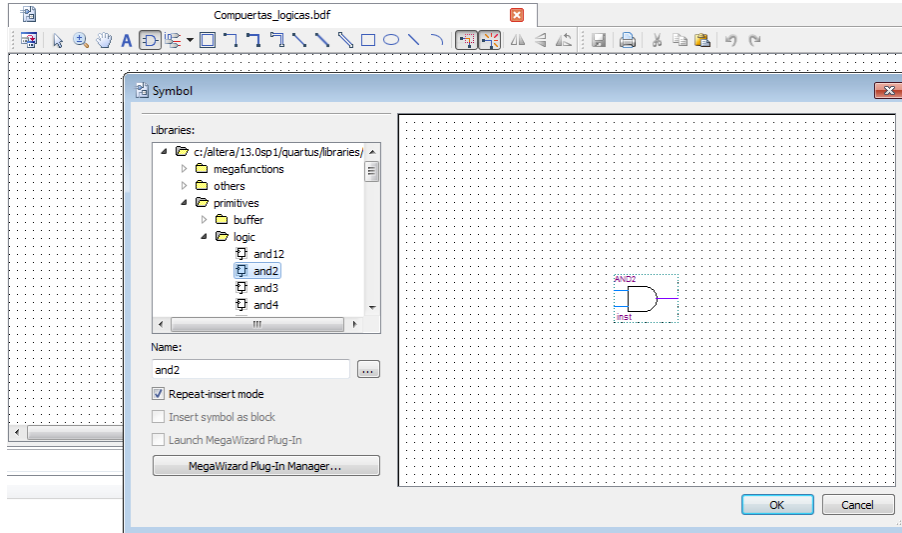 Compuertas_logicas.bdf
A
Symbol
Libraries:
c:/altera/13.0sp1/quartus/libraries/
megafunctions
others
primitives
buffer
logic
and12
and2
and3
and4
AND2
inst
Name:
and2
...
Repeat-insert mode
Insert symbol as block
Launch MegaWizard Plug-In
MegaWizard Plug-In Manager...
OK
Cancel